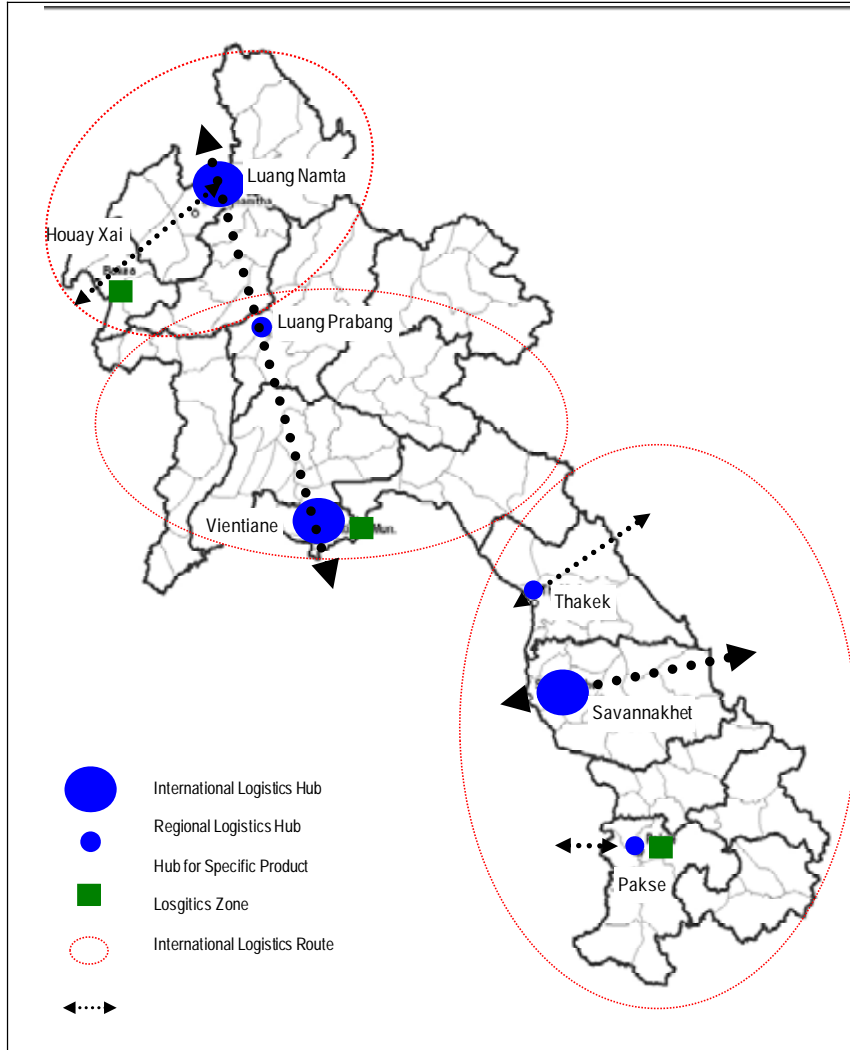 Luang Namta
Houay Xai
Luang Prabang
Vientiane
Mun.
Thakek
Savannakhet
Pakse
International Logistics Hub
Regional Logistics Hub
Hub for Specific Product
Losgitics Zone
International Logistics Route